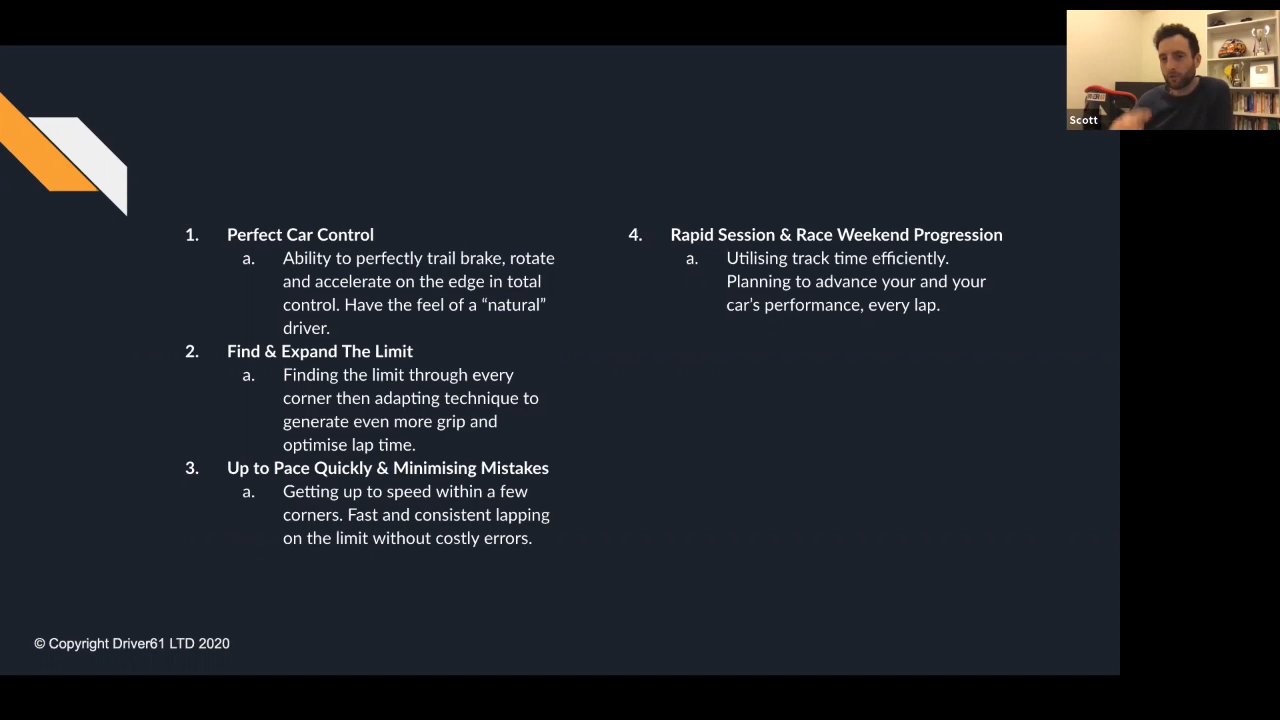 Scott
1. Perfect Car Control
a. Ability to perfectly trail brake, rotate
and accelerate on the edge in total
control. Have the feel of a “natural”
driver.
2. Find & Expand The Limit
a. Finding the limit through every
corner then adapting technique to
generate even more grip and
optimise lap time.
3. Up to Pace Quickly & Minimising Mistakes
a. Getting up to speed within a few
corners. Fast and consistent lapping
on the limit without costly errors.
4. Rapid Session & Race Weekend Progression
a. Utilising track time efficiently.
Planning to advance your and your
car’s performance, every lap.
© Copyright Driver61 LTD 2020